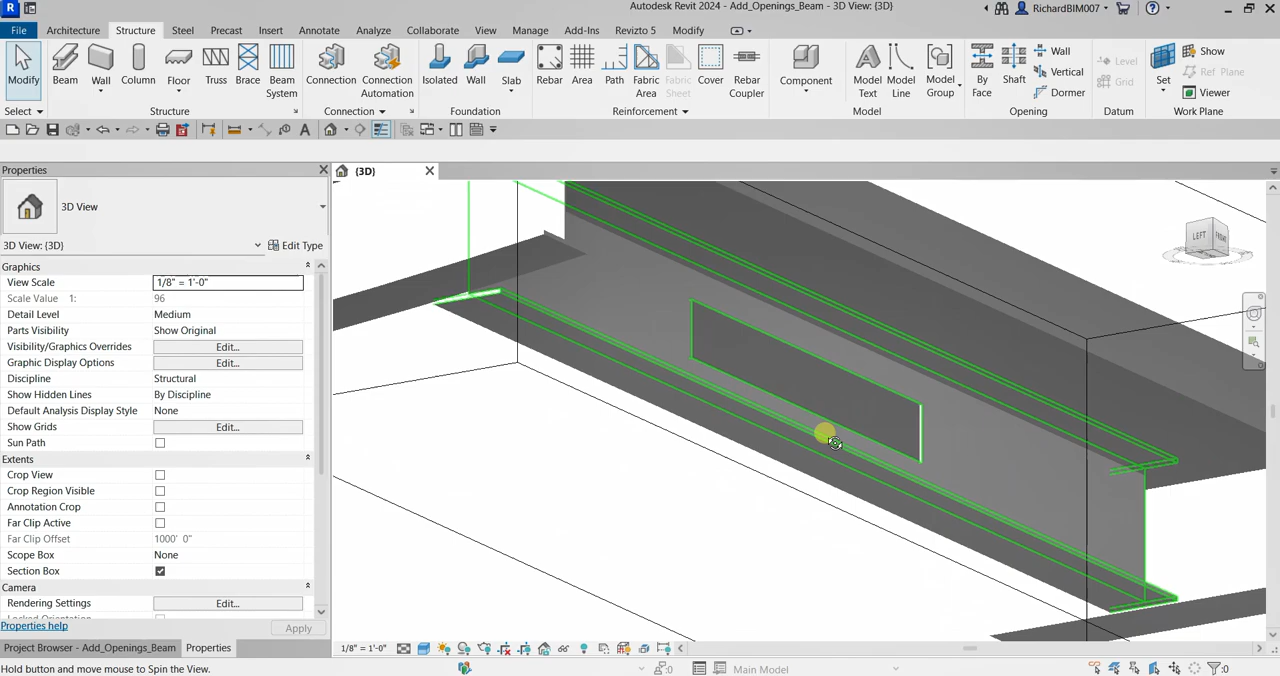 Autodesk Revit 2024 - Add_Openings_Beam - 3D View: {3D}
RichardBIM007
File Architecture Structure Steel Precast Insert Annotate Analyze Collaborate View Manage Add-Ins Revizto 5 Modify
Modify Beam Wall Column Floor Truss Brace Beam System Connection Connection Automation Isolated Wall Slab Rebar Area Path Fabric Area Fabric Sheet Cover Rebar Coupler Component Model Text Model Line Model Group By Face Shaft Wall Vertical Dormer Level Grid Set Show Ref Plane Viewer
Select Structure Connection Foundation Reinforcement Model Opening Datum Work Plane
Properties
{3D}
3D View
3D View: {3D} Edit Type
Graphics
View Scale 1/8" = 1'-0"
Scale Value 1: 96
Detail Level Medium
Parts Visibility Show Original
Visibility/Graphics Overrides Edit...
Graphic Display Options Edit...
Discipline Structural
Show Hidden Lines By Discipline
Default Analysis Display Style None
Show Grids Edit...
Sun Path
Extents
Crop View
Crop Region Visible
Annotation Crop
Far Clip Active
Far Clip Offset 1000' 0"
Scope Box None
Section Box
Camera
Rendering Settings Edit...
Locked Orientation
Properties help Apply
Project Browser - Add_Openings_Beam Properties
LEFT FRONT
1/8" = 1'-0"
Hold button and move mouse to Spin the View.
:0 Main Model :0